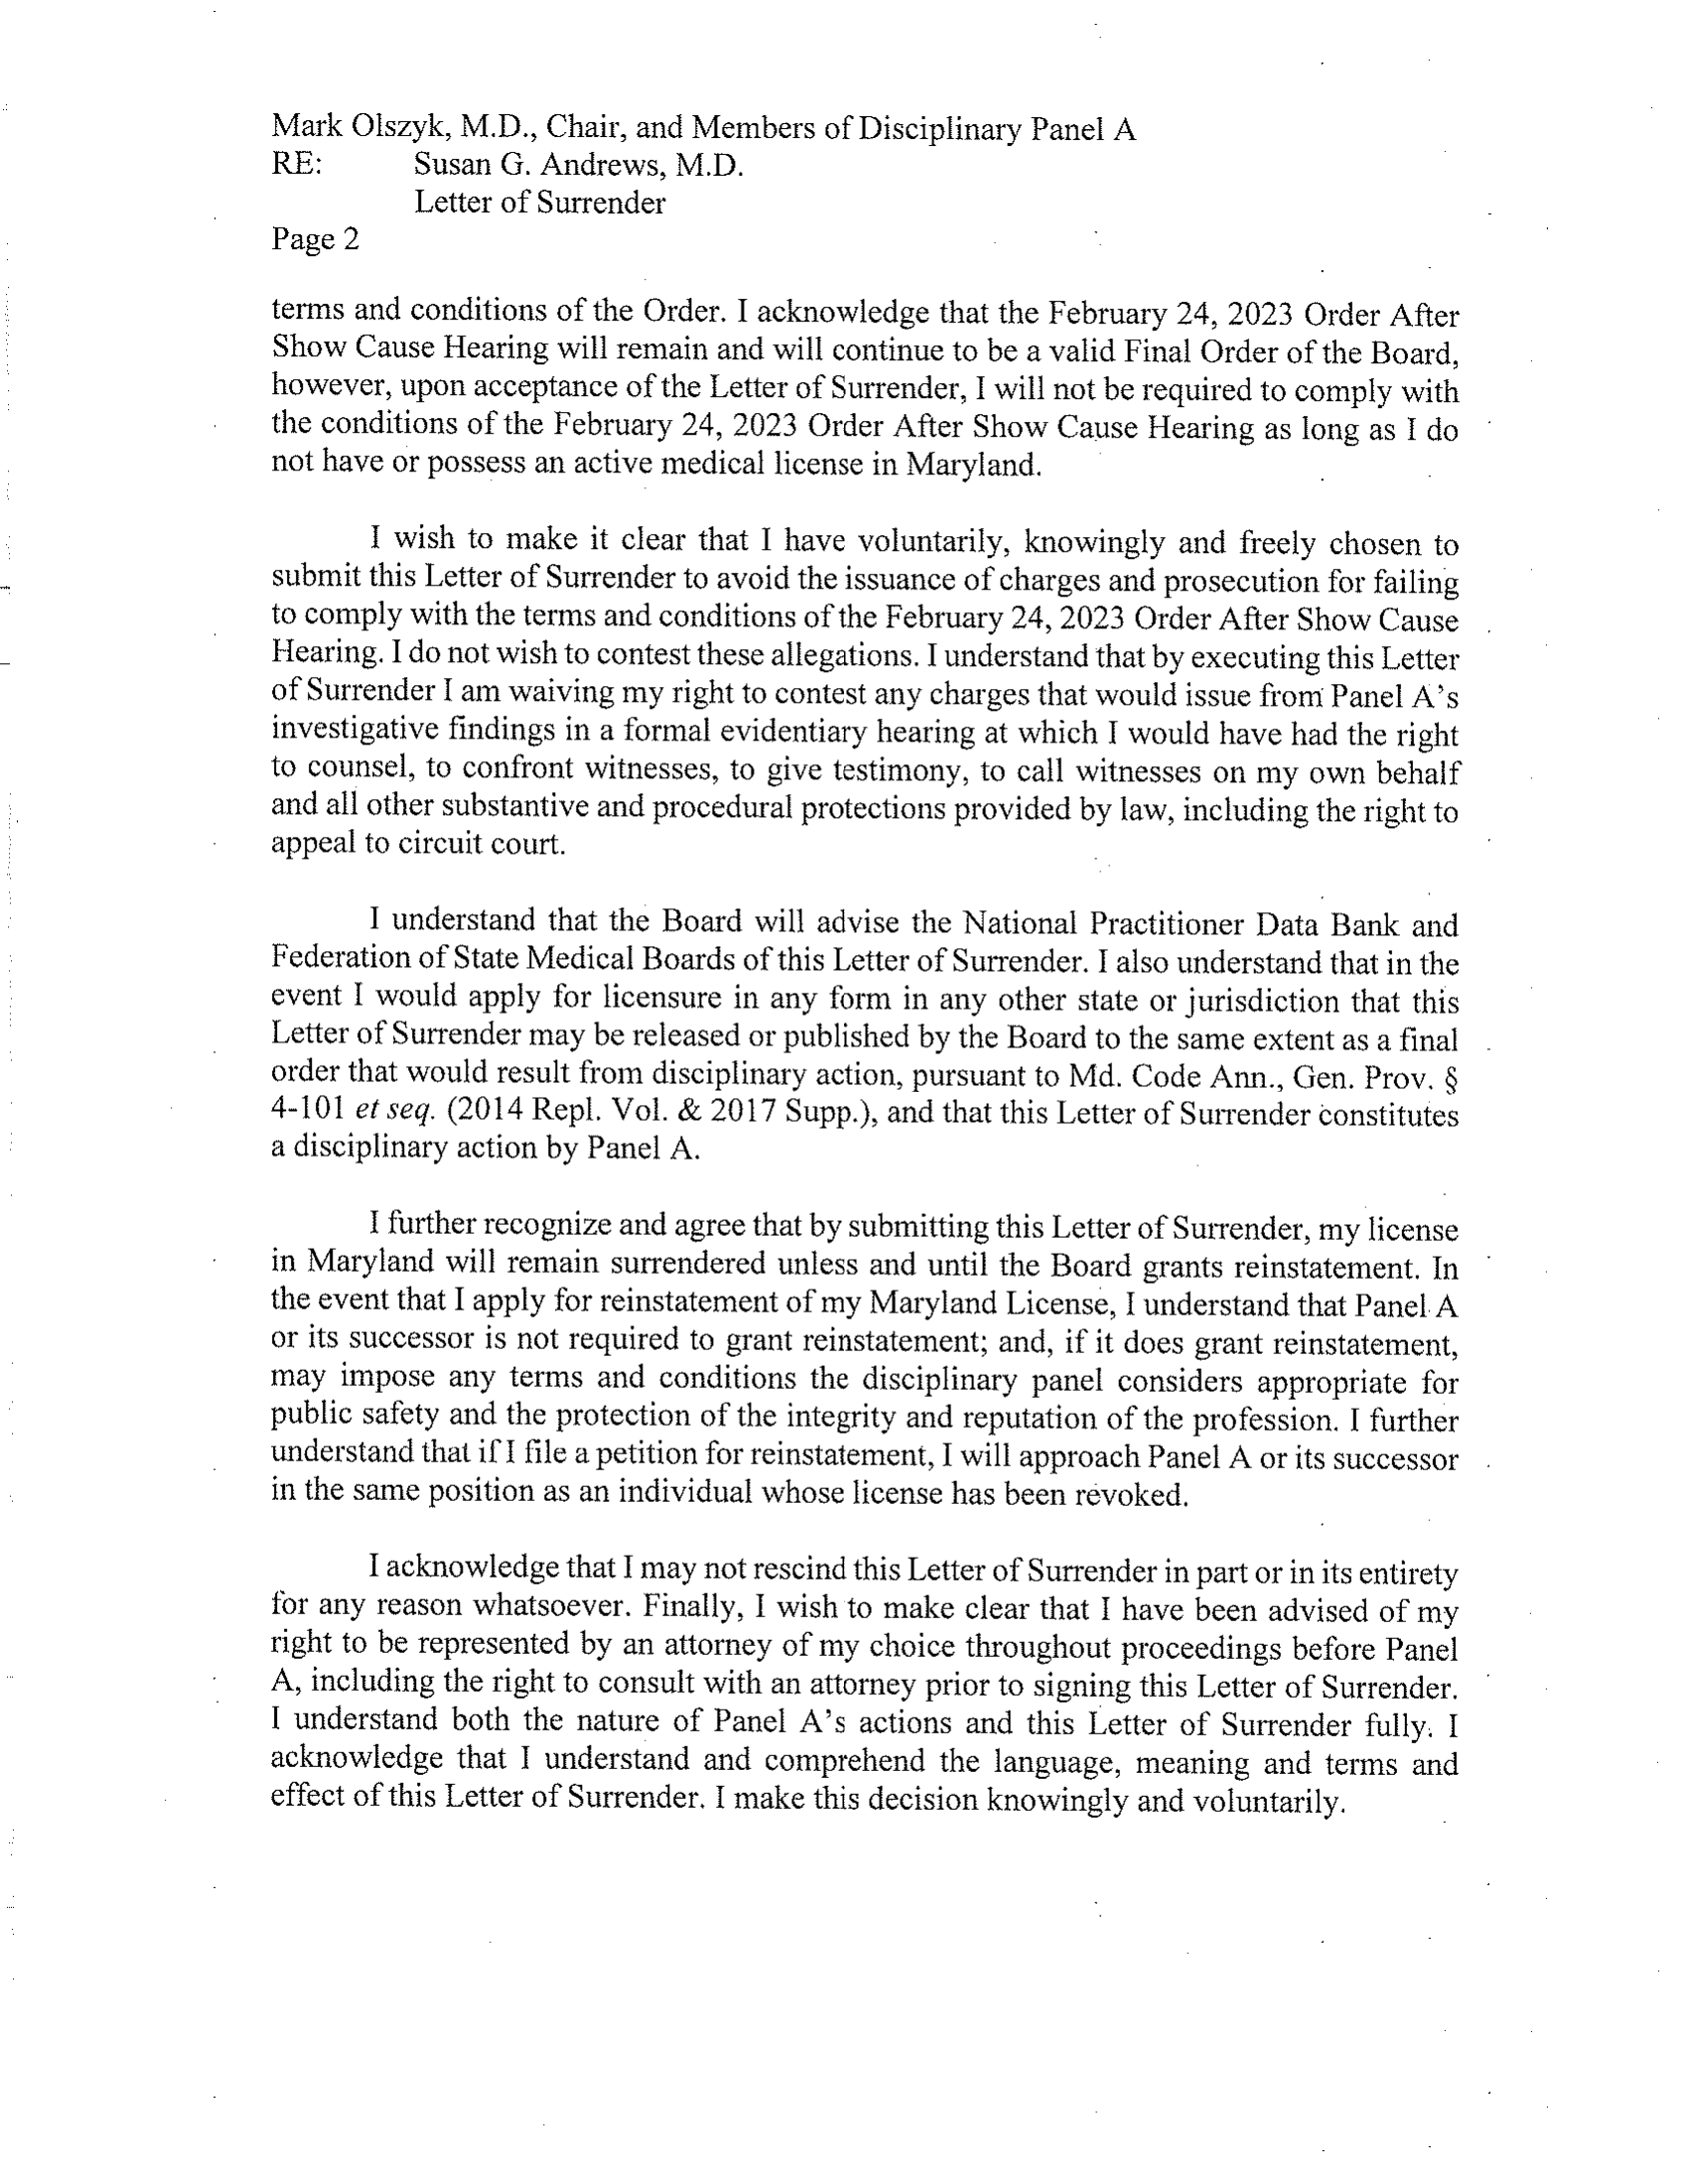 Mark Olszyk, M.D., Chair, and Members of Disciplinary Panel A
RE: Susan G. Andrews, M.D.
Letter of Surrender
Page 2
terms and conditions of the Order. I acknowledge that the February 24, 2023 Order After
Show Cause Hearing will remain and will continue to be a valid Final Order of the Board,
however, upon acceptance of the Letter of Surrender, I will not be required to comply with
the conditions of the February 24, 2023 Order After Show Cause Hearing as long as I do
not have or possess an active medical license in Maryland.
I wish to make it clear that I have voluntarily, knowingly and freely chosen to
submit this Letter of Surrender to avoid the issuance of charges and prosecution for failing
to comply with the terms and conditions of the February 24, 2023 Order After Show Cause
Hearing. I do not wish to contest these allegations. I understand that by executing this Letter
of Surrender I am waiving my right to contest any charges that would issue from Panel A's
investigative findings in a formal evidentiary hearing at which I would have had the right
to counsel, to confront witnesses, to give testimony, to call witnesses on my own behalf
and all other substantive and procedural protections provided by law, including the right to
appeal to circuit court.
I understand that the Board will advise the National Practitioner Data Bank and
Federation of State Medical Boards of this Letter of Surrender. I also understand that in the
event I would apply for licensure in any form in any other state or jurisdiction that this
Letter of Surrender may be released or published by the Board to the same extent as a final
order that would result from disciplinary action, pursuant to Md. Code Ann., Gen. Prov. §
4-101 et seq. (2014 Repl. Vol. & 2017 Supp.), and that this Letter of Surrender constitutes
a disciplinary action by Panel A.
I further recognize and agree that by submitting this Letter of Surrender, my license
in Maryland will remain surrendered unless and until the Board grants reinstatement. In
the event that I apply for reinstatement of my Maryland License, I understand that Panel A
or its successor is not required to grant reinstatement; and, if it does grant reinstatement,
may impose any terms and conditions the disciplinary panel considers appropriate for
public safety and the protection of the integrity and reputation of the profession. I further
understand that if I file a petition for reinstatement, I will approach Panel A or its successor
in the same position as an individual whose license has been revoked.
I acknowledge that I may not rescind this Letter of Surrender in part or in its entirety
for any reason whatsoever. Finally, I wish to make clear that I have been advised of my
right to be represented by an attorney of my choice throughout proceedings before Panel
A, including the right to consult with an attorney prior to signing this Letter of Surrender.
I understand both the nature of Panel A's actions and this Letter of Surrender fully. I
acknowledge that I understand and comprehend the language, meaning and terms and
effect of this Letter of Surrender. I make this decision knowingly and voluntarily.